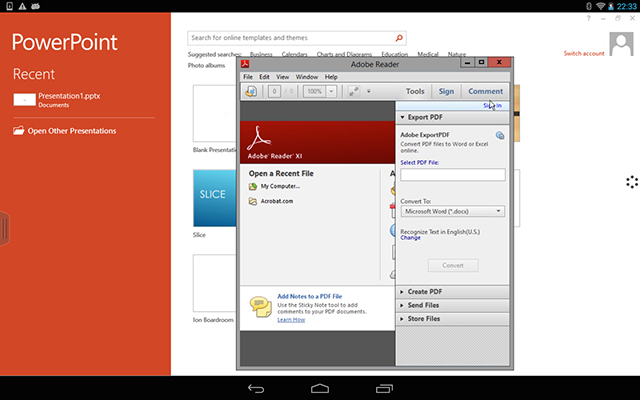 22:33
PowerPoint
Recent
Presentation1.pptx
Documents
Open Other Presentations
Search for online templates and themes
Suggested searches: Business Calendars Charts and Diagrams Education Medical Nature
Photo albums
Switch account
Blank Presentation
SLICE
Slice
Ion Boardroom
Adobe Reader
File Edit View Window Help
0 / 0 100% Tools Sign Comment
Sign In
Adobe Reader XI
Open a Recent File
My Computer...
Acrobat.com
A
Add Notes to a PDF File
Use the Sticky Note tool to add
comments to your PDF documents.
Learn How
Export PDF
Adobe ExportPDF
Convert PDF files to Word or Excel
online.
Select PDF File:
Convert To:
Microsoft Word (*.docx)
Recognize Text in English(U.S.)
Change
Convert
Create PDF
Send Files
Store Files